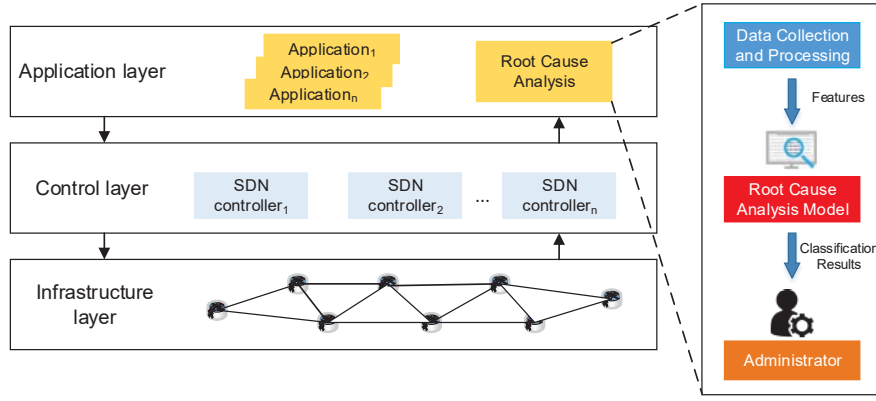 Application layer
Application1
Application2
Applicationn
Root Cause
Analysis
Control layer
SDN
controller1
SDN
controller2
...
SDN
controllern
Infrastructure
layer
Data Collection
and Processing
Features
Root Cause
Analysis Model
Classification
Results
Administrator